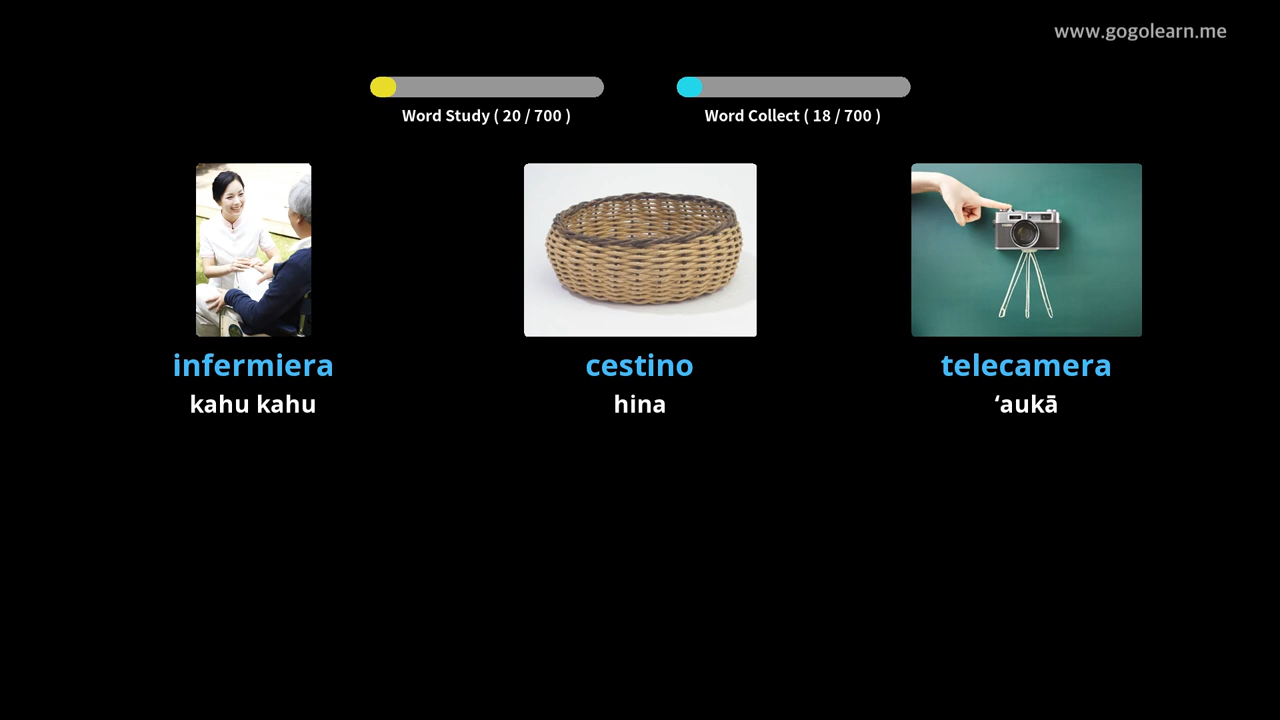 www.gogolearn.me
Word Study ( 20 / 700 )
Word Collect ( 18 / 700 )
infermiera
kahu kahu
cestino
hina
telecamera
ʻaukā